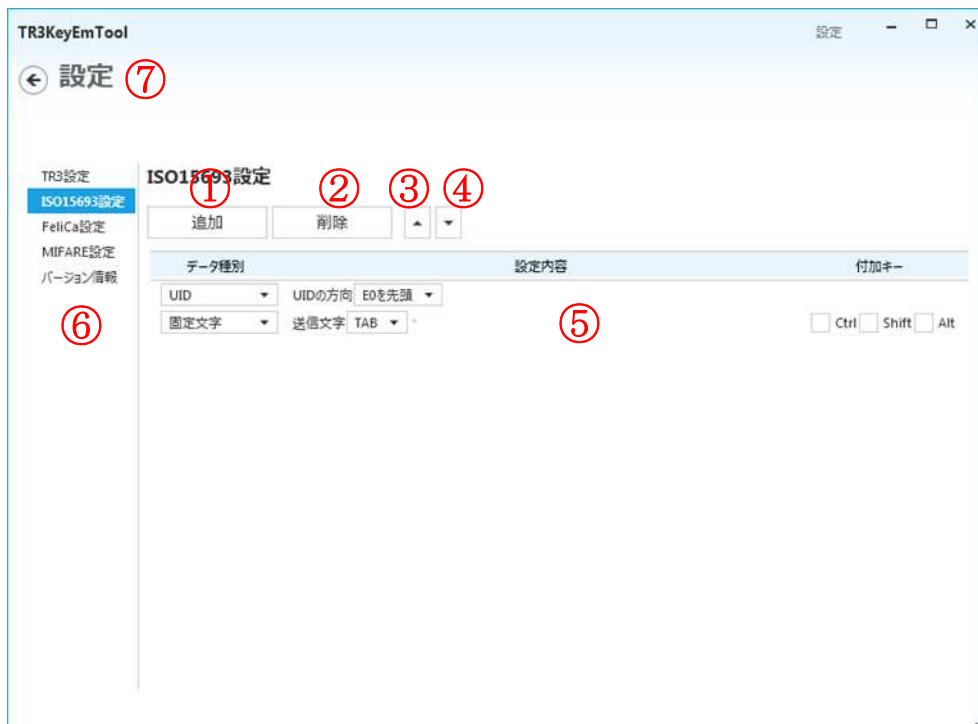 TR3KeyEmTool 設定
設定 ⑦
TR3設定
ISO15693設定
FeliCa設定
MIFARE設定
バージョン情報
⑥
ISO15693設定
① ② ③ ④
追加 削除
データ種別 設定内容 付加キー
UID UIDの方向 E0を先頭
固定文字 送信文字 TAB ⑤ Ctrl Shift Alt